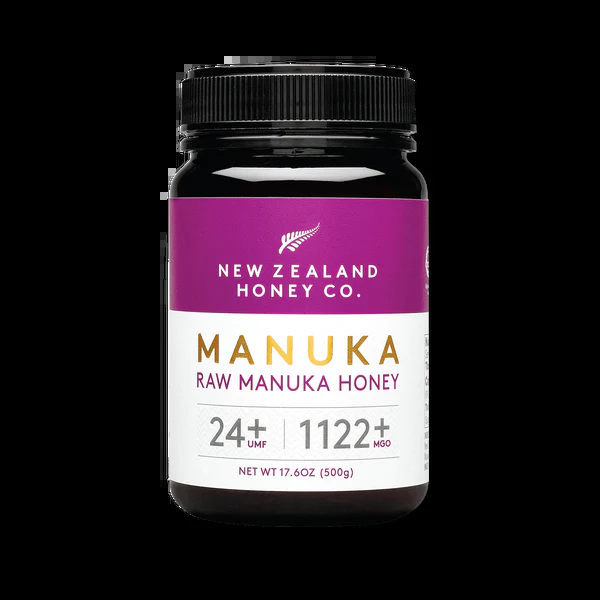 NEW ZEALAND
HONEY CO.
MANUKA
RAW MANUKA HONEY
24+ UMF | 1122+ MGO
NET WT 17.6OZ (500g)